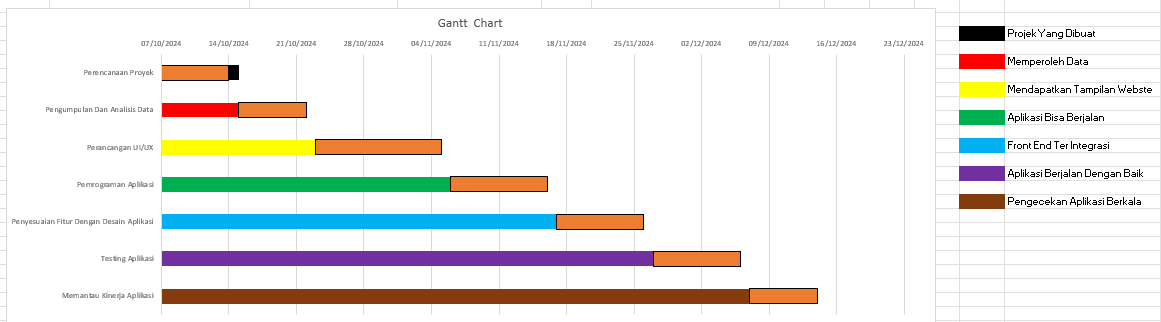 Gantt Chart
07/10/2024 14/10/2024 21/10/2024 28/10/2024 04/11/2024 11/11/2024 18/11/2024 25/11/2024 02/12/2024 09/12/2024 16/12/2024 23/12/2024
Perencanaan Proyek
Pengumpulan Dan Analisis Data
Perancangan UI/UX
Pemrograman Aplikasi
Penyesuaian Fitur Dengan Desain Aplikasi
Testing Aplikasi
Memantau Kinerja Aplikasi
Projek Yang Dibuat
Memperoleh Data
Mendapatkan Tampilan Webste
Aplikasi Bisa Berjalan
Front End Ter Integrasi
Aplikasi Berjalan Dengan Baik
Pengecekan Aplikasi Berkala